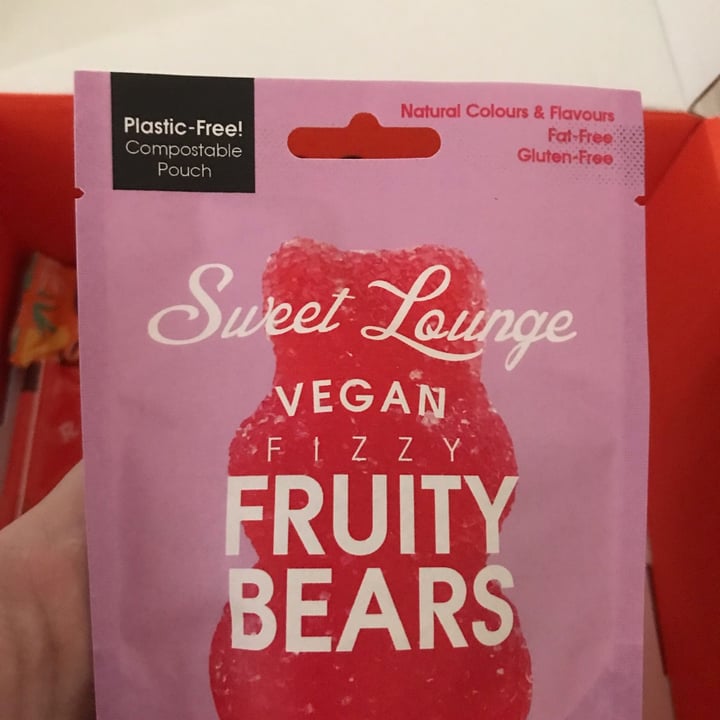 Plastic-Free!
Compostable
Pouch
Natural Colours & Flavours
Fat-Free
Gluten-Free
Sweet Lounge
VEGAN
FIZZY
FRUITY
BEARS